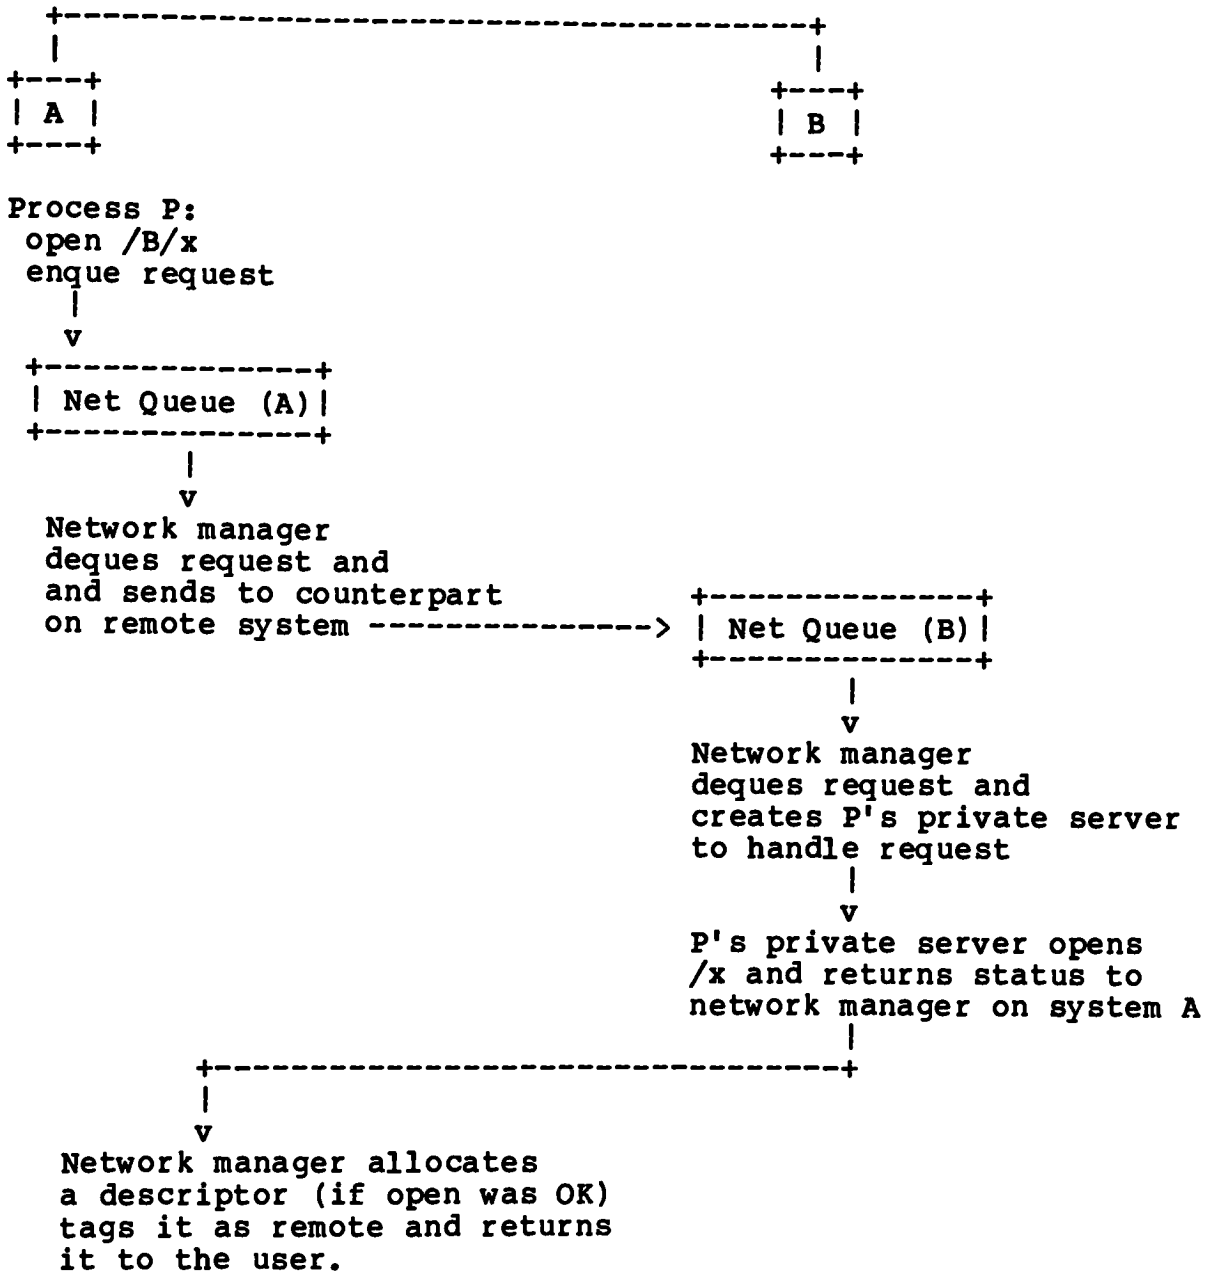 A
B
Process P:
open /B/x
enque request
Net Queue (A)
Network manager
deques request and
and sends to counterpart
on remote system
Net Queue (B)
Network manager
deques request and
creates P's private server
to handle request
P's private server opens
/x and returns status to
network manager on system A
Network manager allocates
a descriptor (if open was OK)
tags it as remote and returns
it to the user.